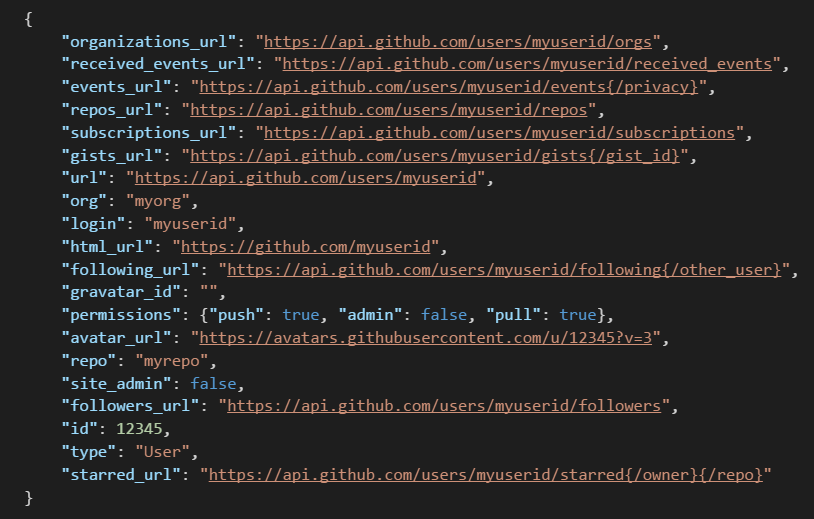 {
"organizations_url": "https://api.github.com/users/myuserid/orgs",
"received_events_url": "https://api.github.com/users/myuserid/received_events",
"events_url": "https://api.github.com/users/myuserid/events{/privacy}",
"repos_url": "https://api.github.com/users/myuserid/repos",
"subscriptions_url": "https://api.github.com/users/myuserid/subscriptions",
"gists_url": "https://api.github.com/users/myuserid/gists{/gist_id}",
"url": "https://api.github.com/users/myuserid",
"org": "myorg",
"login": "myuserid",
"html_url": "https://github.com/myuserid",
"following_url": "https://api.github.com/users/myuserid/following{/other_user}",
"gravatar_id": "",
"permissions": {"push": true, "admin": false, "pull": true},
"avatar_url": "https://avatars.githubusercontent.com/u/12345?v=3",
"repo": "myrepo",
"site_admin": false,
"followers_url": "https://api.github.com/users/myuserid/followers",
"id": 12345,
"type": "User",
"starred_url": "https://api.github.com/users/myuserid/starred{/owner}{/repo}"
}